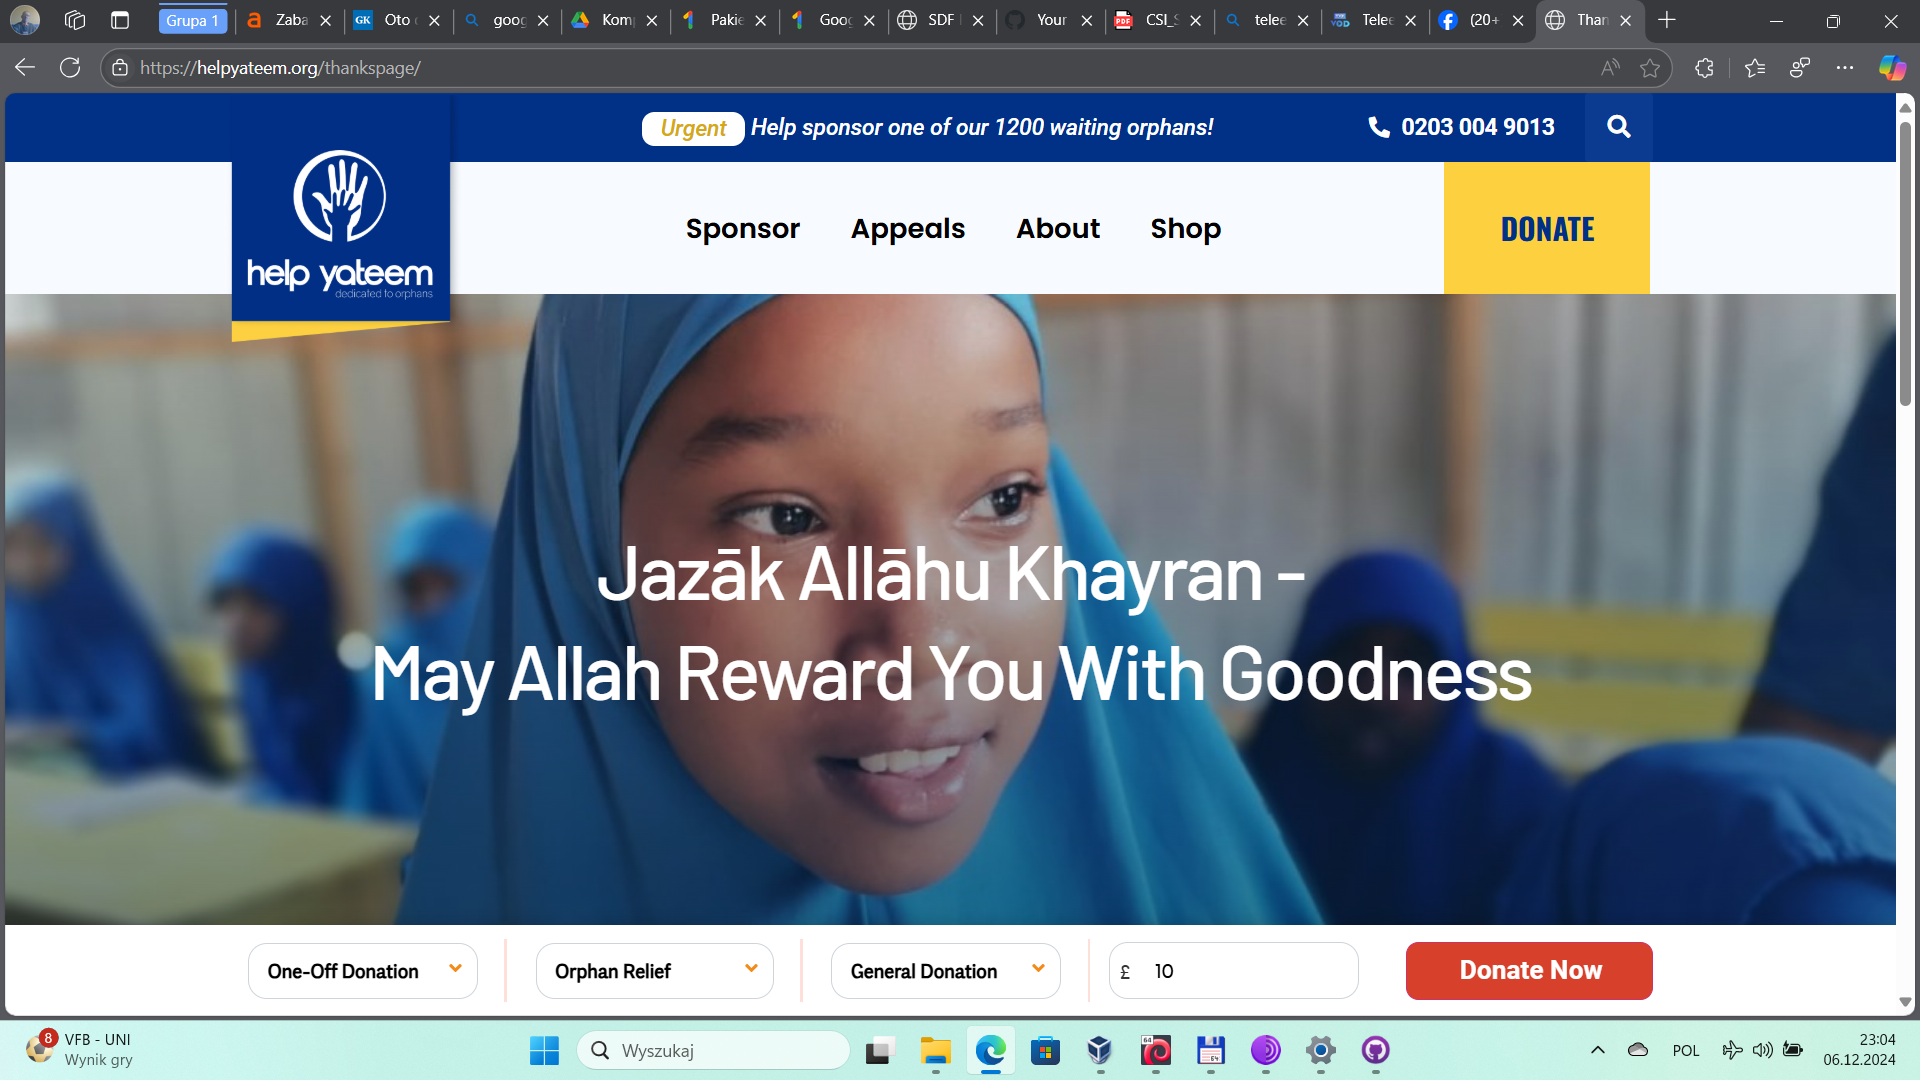 Grupa 1
Zaba
Oto
goog
Kom
Pakie
Goog
SDF
Your
CSI_S
telee
Telee
(20+
Than
https://helpyateem.org/thankspage/
Urgent Help sponsor one of our 1200 waiting orphans!
0203 004 9013
help yateem
dedicated to orphans
Sponsor
Appeals
About
Shop
DONATE
Jazāk Allāhu Khayran -
May Allah Reward You With Goodness
One-Off Donation
Orphan Relief
General Donation
£ 10
Donate Now
8
VFB - UNI
Wynik gry
Wyszukaj
POL
23:04
06.12.2024